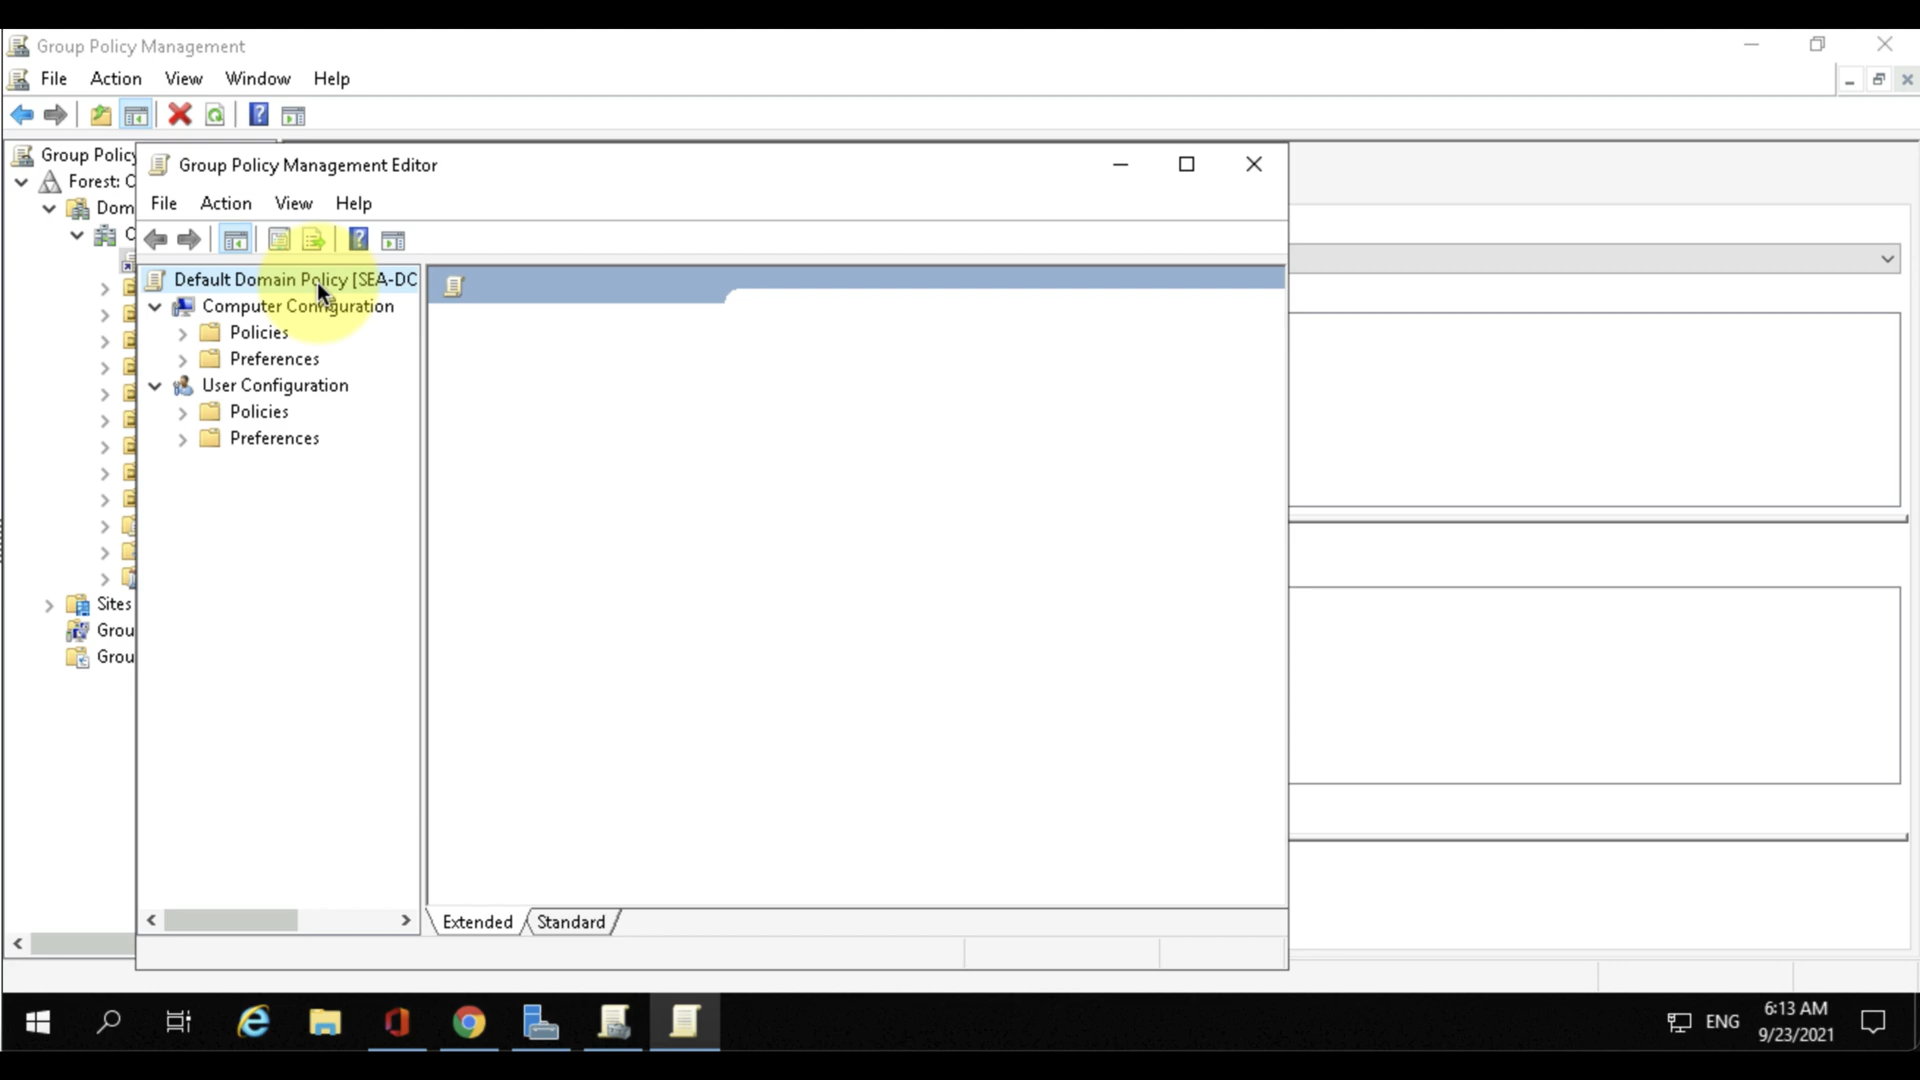 Group Policy Management
File Action View Window Help
Group Policy
Forest: C
Dom
C
Sites
Grou
Grou
Group Policy Management Editor
File Action View Help
Default Domain Policy [SEA-DC
Computer Configuration
Policies
Preferences
User Configuration
Policies
Preferences
Extended Standard
ENG
6:13 AM
9/23/2021